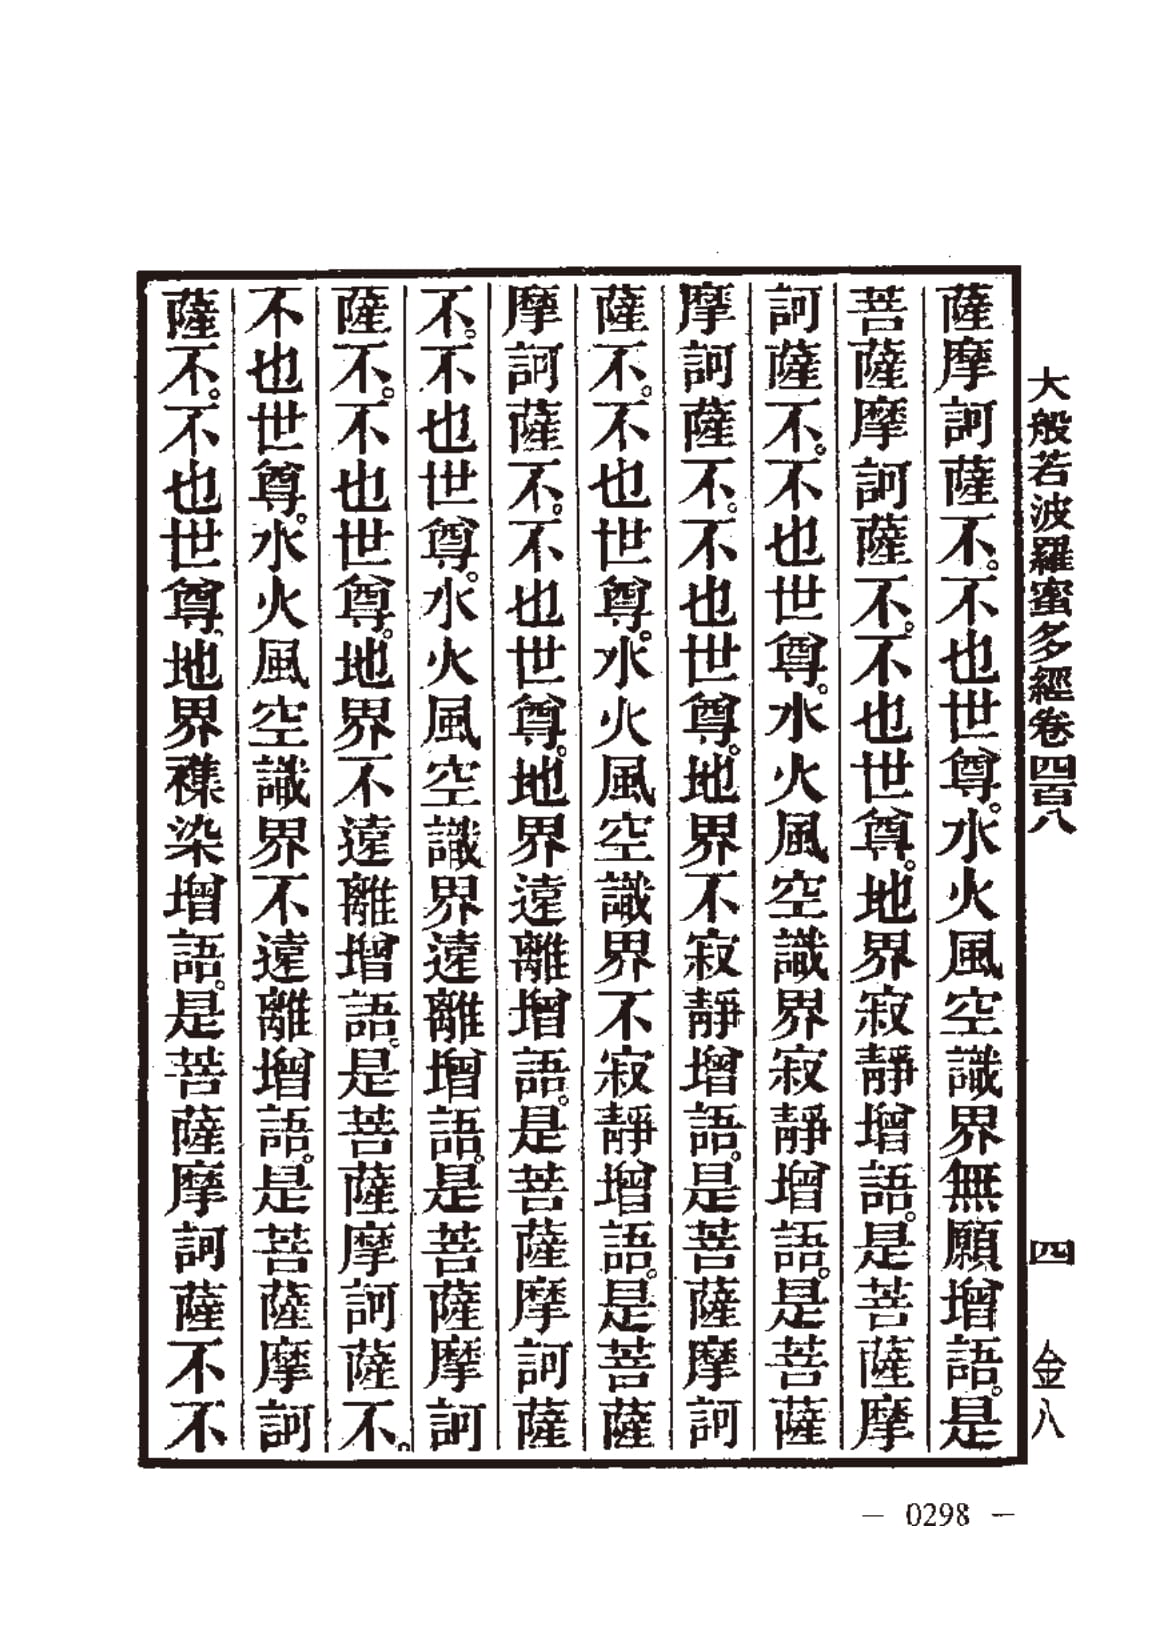 大般若波羅蜜多經卷四百八 四 金八
薩摩訶薩不。不也世尊。水火風空識界無願增語。是
菩薩摩訶薩不。不也世尊。地界寂靜增語。是菩薩摩
訶薩不。不也世尊。水火風空識界寂靜增語。是菩薩
摩訶薩不。不也世尊。地界不寂靜增語。是菩薩摩訶
薩不。不也世尊。水火風空識界不寂靜增語。是菩薩
摩訶薩不。不也世尊。地界遠離增語。是菩薩摩訶薩
不。不也世尊。水火風空識界遠離增語。是菩薩摩訶
薩不。不也世尊。地界不遠離增語。是菩薩摩訶薩不。
不也世尊。水火風空識界不遠離增語。是菩薩摩訶
薩不。不也世尊。地界襍染增語。是菩薩摩訶薩不不
— 0298 —